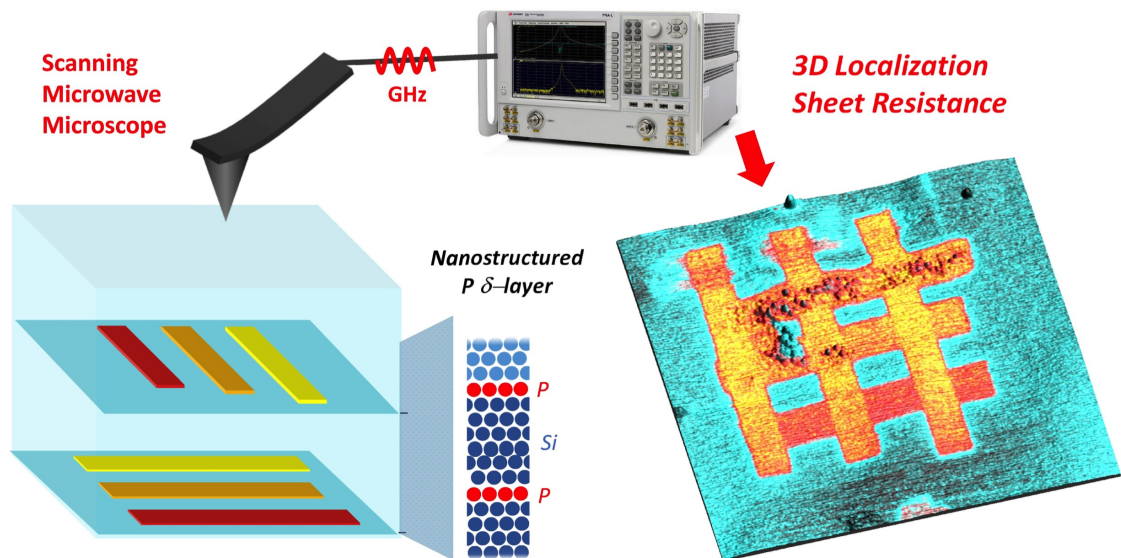 Scanning
Microwave
Microscope
GHz
3D Localization
Sheet Resistance
Nanostructured
P δ–layer
P
Si
P